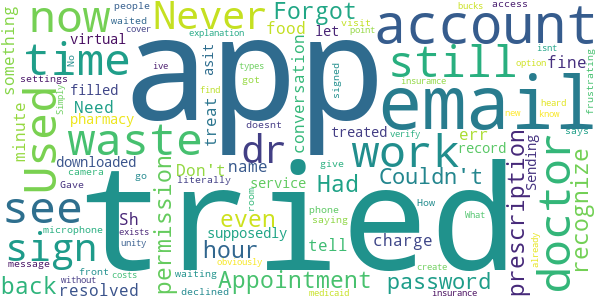 something
now
people
waited
cover
virtual
Never
explanation
food
Forgot
let
visit
point
bucks
No
account
access
option
isnt
time
settings
ive
types
got
asit
treat
app
conversation
signed
still
insurance
fine
frustrating
Used
minute
filled
Need
pharmacy
waste
doesnt
find
treated
verify
email
heard
know
new
says
Simply
permission
Don't
dr
name
work
err
record
Sending
doctor
recognize
see
downloaded
camera
Gave
go
literally
service
room
tried
Had
give
Couldn't
phone
saying
How
What
prescription
already
sign
microphone
exists
unity
Sh
even
supposedly
hour
tell
charge
create
back
message
front
without
costs
resolved
waiting
declined
Appointment
obviously
medicaid
password
insurance